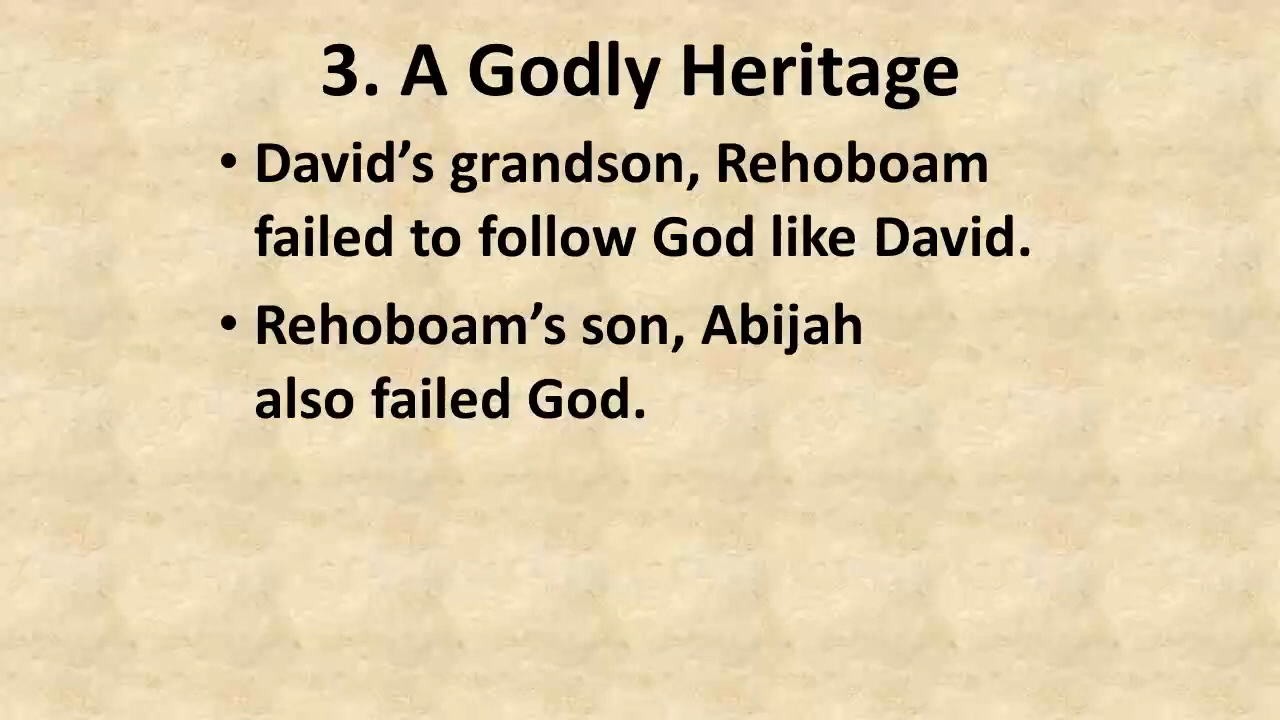 3. A Godly Heritage
• David’s grandson, Rehoboam
failed to follow God like David.
• Rehoboam’s son, Abijah
also failed God.